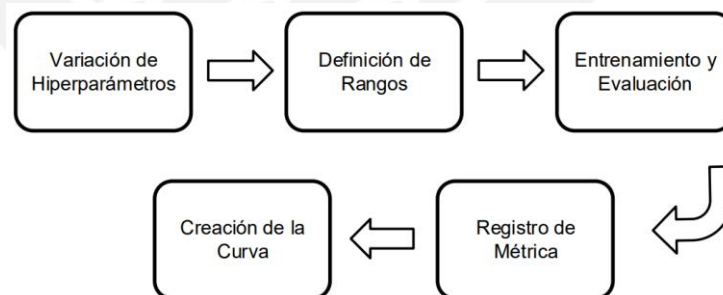 Variación de
Hiperparámetros
Definición de
Rangos
Entrenamiento y
Evaluación
Registro de
Métrica
Creación de la
Curva